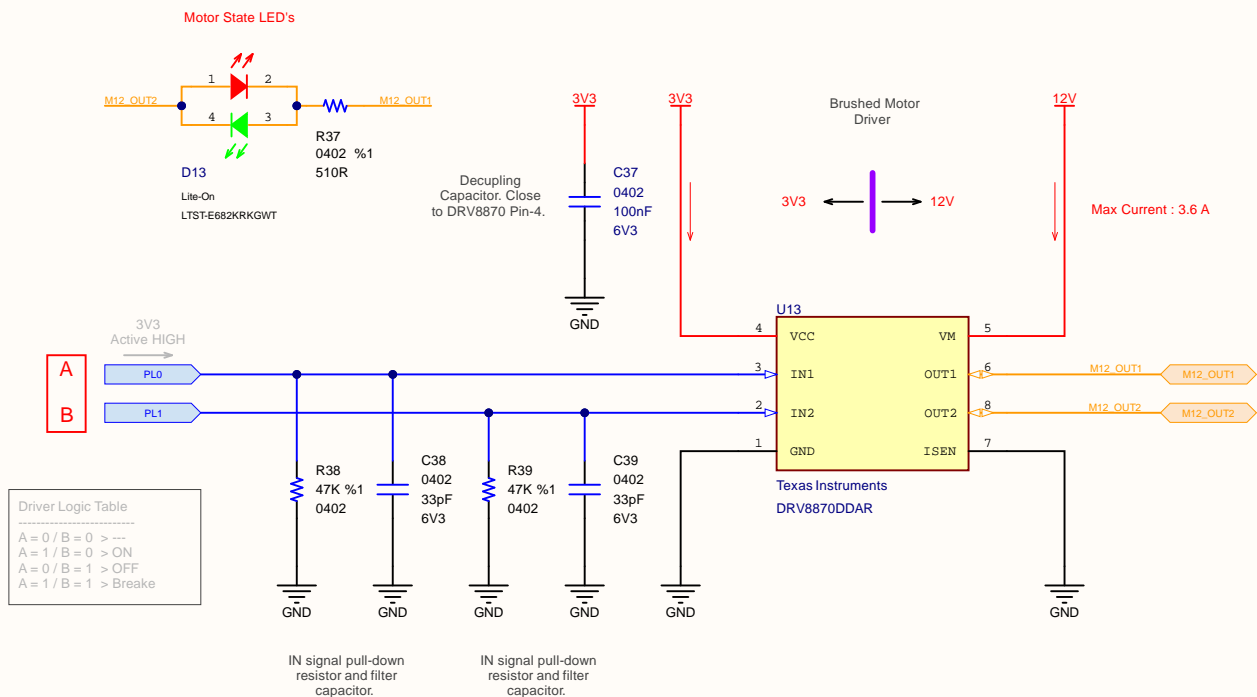 Motor State LED's
1
2
M12_OUT2
M12_OUT1
4
3
R37
0402 %1
510R
D13
Lite-On
LTST-E682KRKGWT
3V3
Decupling
Capacitor. Close
to DRV8870 Pin-4.
C37
0402
100nF
6V3
GND
3V3
Brushed Motor
Driver
12V
3V3
12V
Max Current : 3.6 A
3V3
Active HIGH
A
B
PL0
PL1
U13
4
VCC
VM
5
3
IN1
OUT1
6
M12_OUT1
M12_OUT1
2
IN2
OUT2
8
M12_OUT2
M12_OUT2
1
GND
ISEN
7
Texas Instruments
DRV8870DDAR
R38
47K %1
0402
C38
0402
33pF
6V3
R39
47K %1
0402
C39
0402
33pF
6V3
Driver Logic Table
--------------------------
A = 0 / B = 0 > ---
A = 1 / B = 0 > ON
A = 0 / B = 1 > OFF
A = 1 / B = 1 > Breake
GND
GND
GND
GND
GND
GND
IN signal pull-down
resistor and filter
capacitor.
IN signal pull-down
resistor and filter
capacitor.